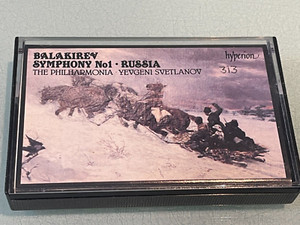 BALAKIREV
SYMPHONY No1 · RUSSIA
THE PHILHARMONIA · YEVGENI SVETLANOV
hyperion
313